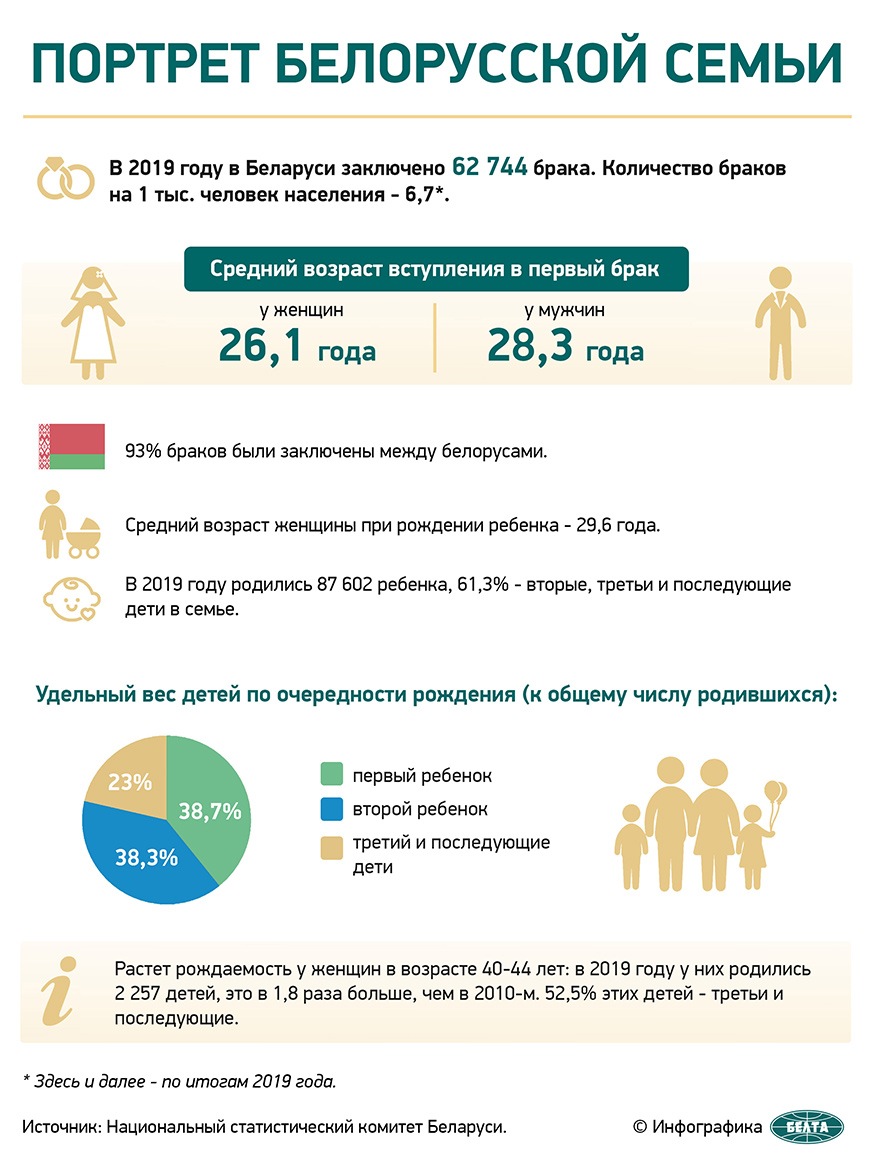 ПОРТРЕТ БЕЛОРУССКОЙ СЕМЬИ
В 2019 году в Беларуси заключено 62 744 брака. Количество браков
на 1 тыс. человек населения - 6,7*.
Средний возраст вступления в первый брак
у женщин
26,1 года
у мужчин
28,3 года
93% браков были заключены между белорусами.
Средний возраст женщины при рождении ребенка - 29,6 года.
В 2019 году родились 87 602 ребенка, 61,3% - вторые, третьи и последующие
дети в семье.
Удельный вес детей по очередности рождения (к общему числу родившихся):
23%
38,7%
38,3%
первый ребенок
второй ребенок
третий и последующие
дети
Растет рождаемость у женщин в возрасте 40-44 лет: в 2019 году у них родились
2 257 детей, это в 1,8 раза больше, чем в 2010-м. 52,5% этих детей - третьи и
последующие.
* Здесь и далее - по итогам 2019 года.
Источник: Национальный статистический комитет Беларуси.
© Инфографика БЕЛТА